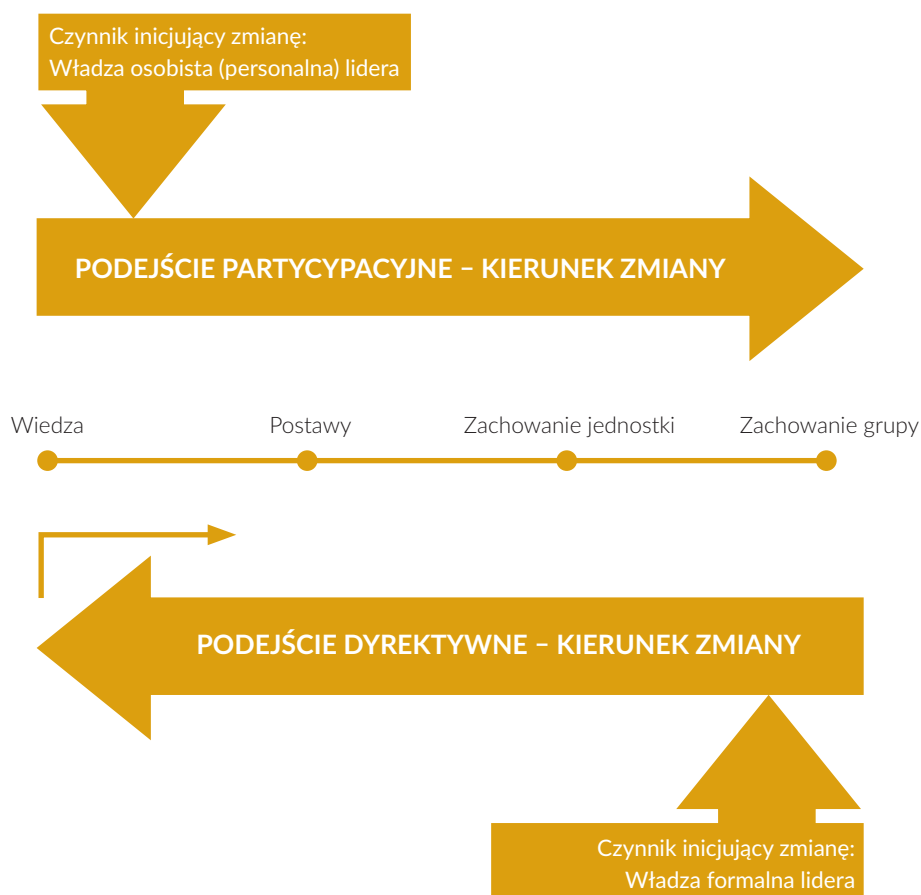 Czynnik inicjujący zmianę:
Władza osobista (personalna) lidera
PODEJŚCIE PARTYCYPACYJNE – KIERUNEK ZMIANY
Wiedza
Postawy
Zachowanie jednostki
Zachowanie grupy
PODEJŚCIE DYREKTYWNE – KIERUNEK ZMIANY
Czynnik inicjujący zmianę:
Władza formalna lidera